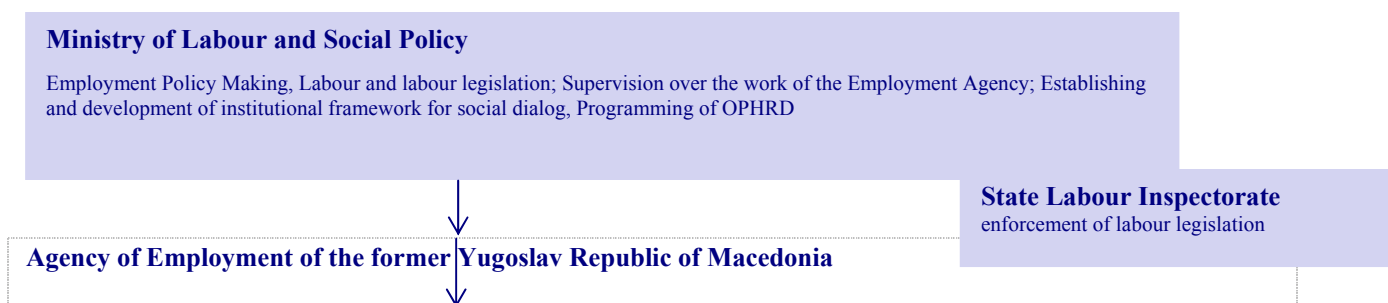 Ministry of Labour and Social Policy
Employment Policy Making, Labour and labour legislation; Supervision over the work of the Employment Agency; Establishing
and development of institutional framework for social dialog, Programming of OPHRD
State Labour Inspectorate
enforcement of labour legislation
Agency of Employment of the former Yugoslav Republic of Macedonia